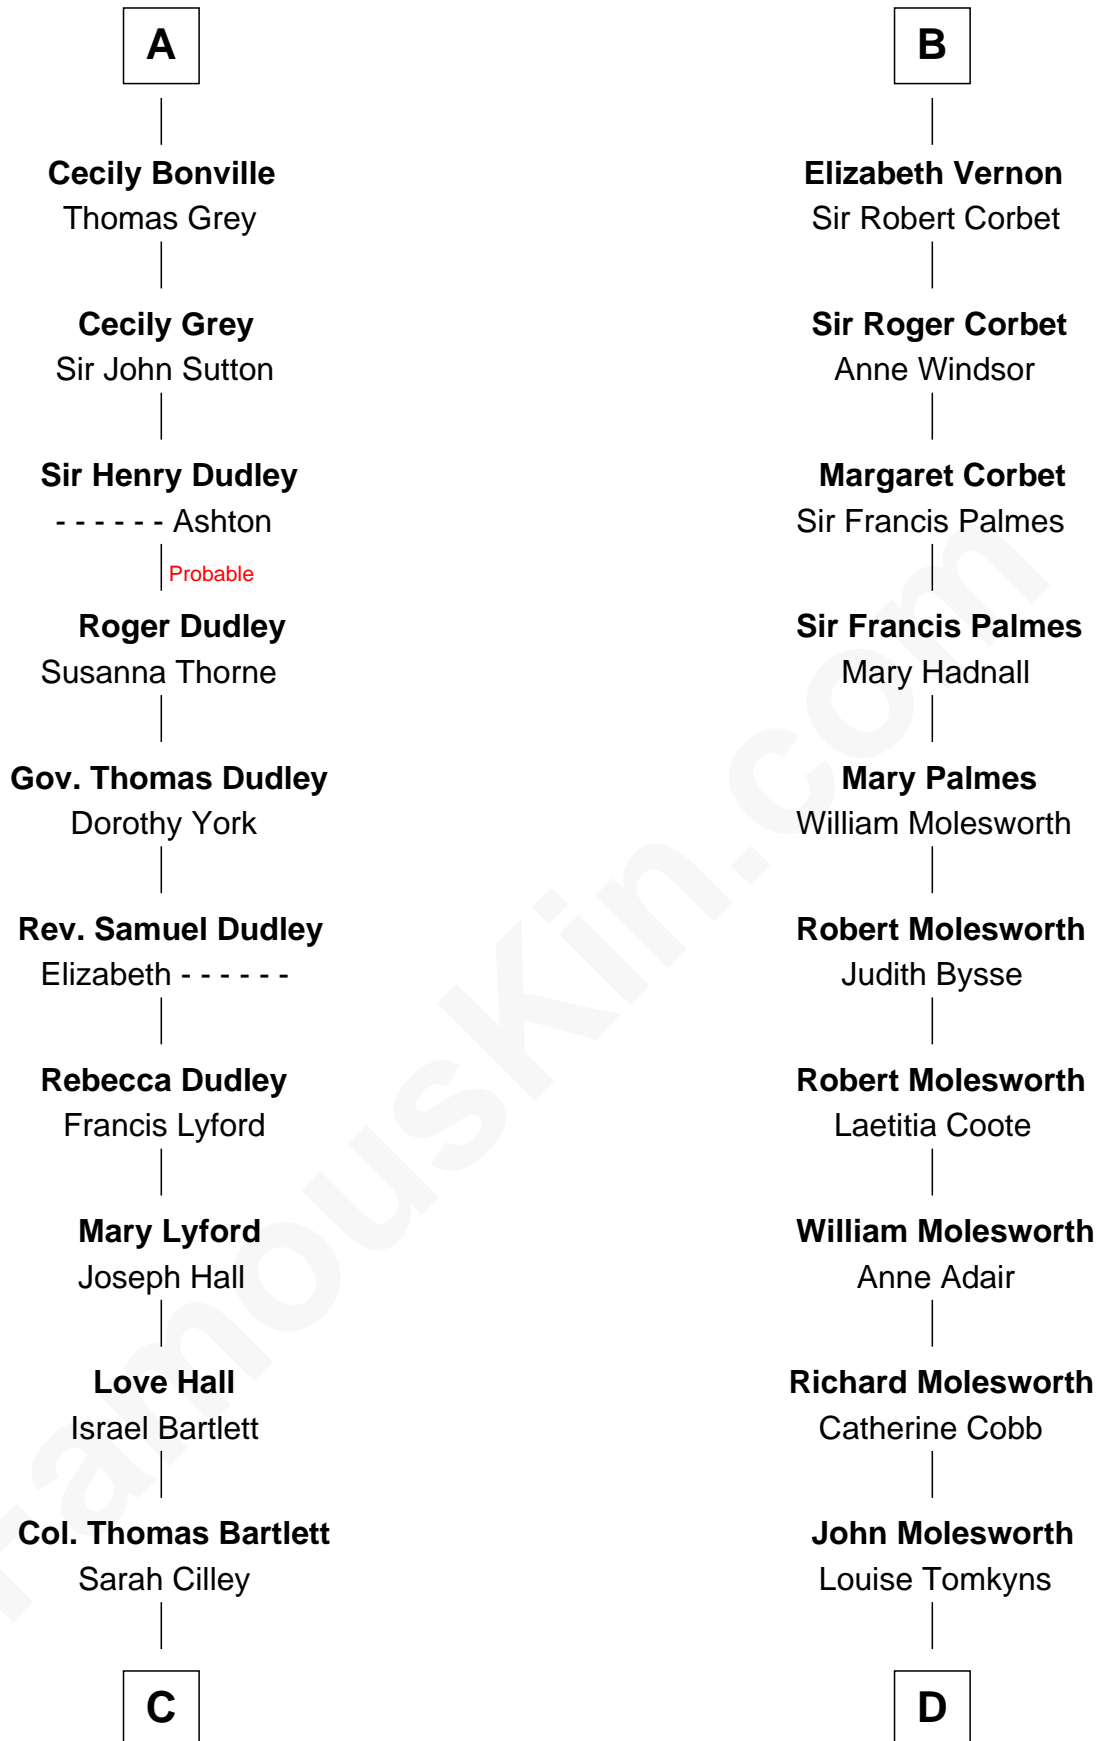 A
Cecily Bonville
Thomas Grey
Cecily Grey
Sir John Sutton
Sir Henry Dudley
- - - - - - Ashton
Probable
Roger Dudley
Susanna Thorne
Gov. Thomas Dudley
Dorothy York
Rev. Samuel Dudley
Elizabeth - - - - - -
Rebecca Dudley
Francis Lyford
Mary Lyford
Joseph Hall
Love Hall
Israel Bartlett
Col. Thomas Bartlett
Sarah Cilley
C
B
Elizabeth Vernon
Sir Robert Corbet
Sir Roger Corbet
Anne Windsor
Margaret Corbet
Sir Francis Palmes
Sir Francis Palmes
Mary Hadnall
Mary Palmes
William Molesworth
Robert Molesworth
Judith Bysse
Robert Molesworth
Laetitia Coote
William Molesworth
Anne Adair
Richard Molesworth
Catherine Cobb
John Molesworth
Louise Tomkyns
D
FamousKin.com